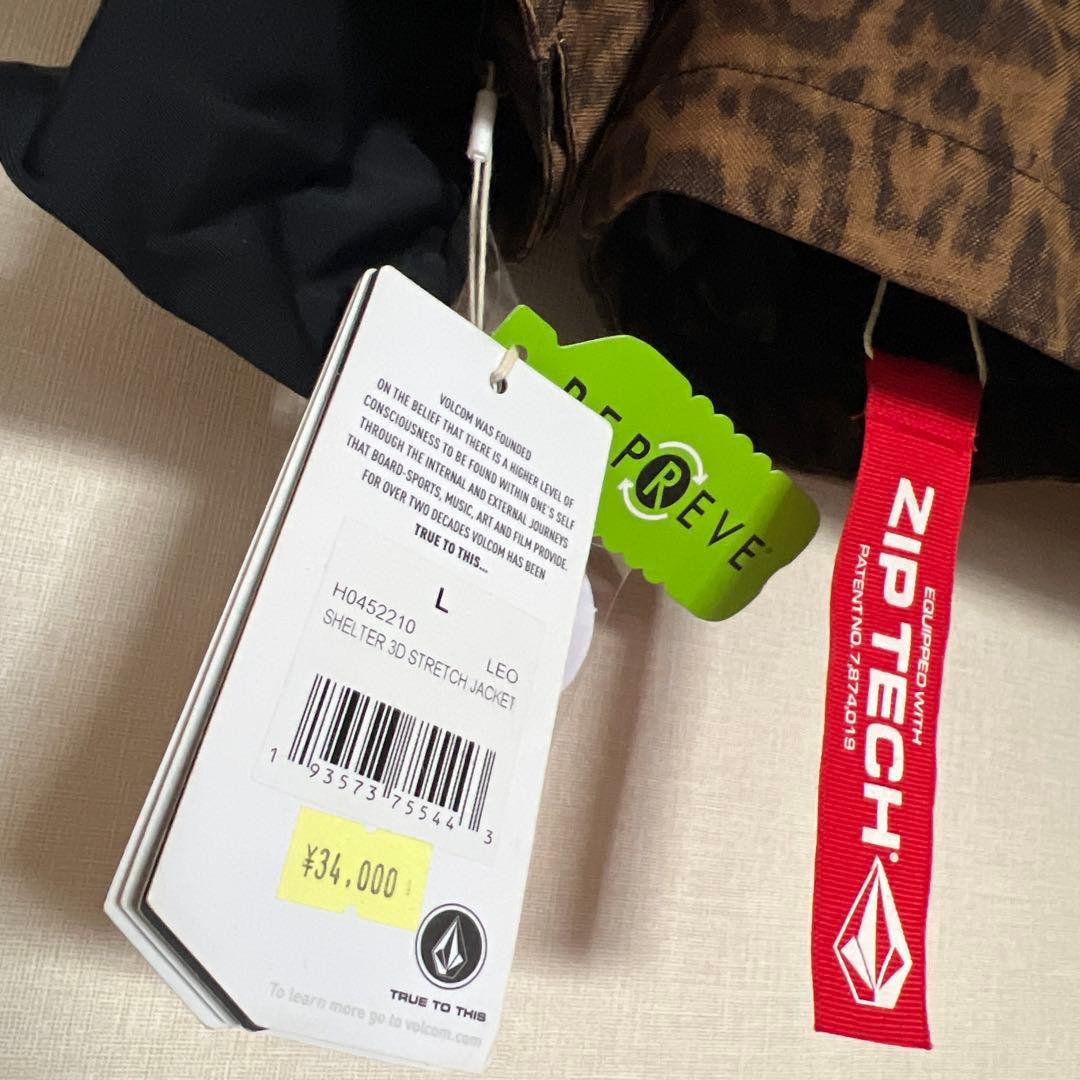 VOLCOM WAS FOUNDED
ON THE BELIEF THAT THERE IS A HIGHER LEVEL OF
CONSCIOUSNESS TO BE FOUND WITHIN ONE'S SELF
THROUGH THE INTERNAL AND EXTERNAL JOURNEYS
THAT BOARD-SPORTS, MUSIC, ART AND FILM PROVIDE.
FOR OVER TWO DECADES VOLCOM HAS BEEN
TRUE TO THIS...
L
H0452210 LEO
SHELTER 3D STRETCH JACKET
1 93573 75544 3
¥34,000
TRUE TO THIS
To learn more go to volcom.com
REPREVE®
EQUIPPED WITH
ZIP TECH®
PATENT NO. 7,874,019